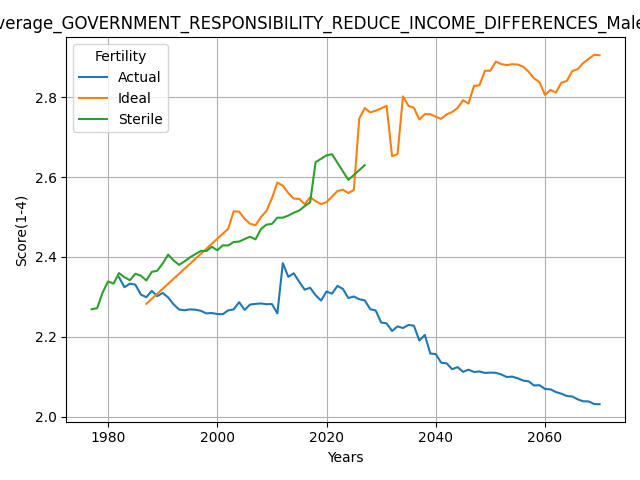 verage_GOVERNMENT_RESPONSIBILITY_REDUCE_INCOME_DIFFERENCES_Male
Fertility
Actual
Ideal
Sterile
Score(1-4)
2.8
2.6
2.4
2.2
2.0
1980
2000
2020
2040
2060
Years